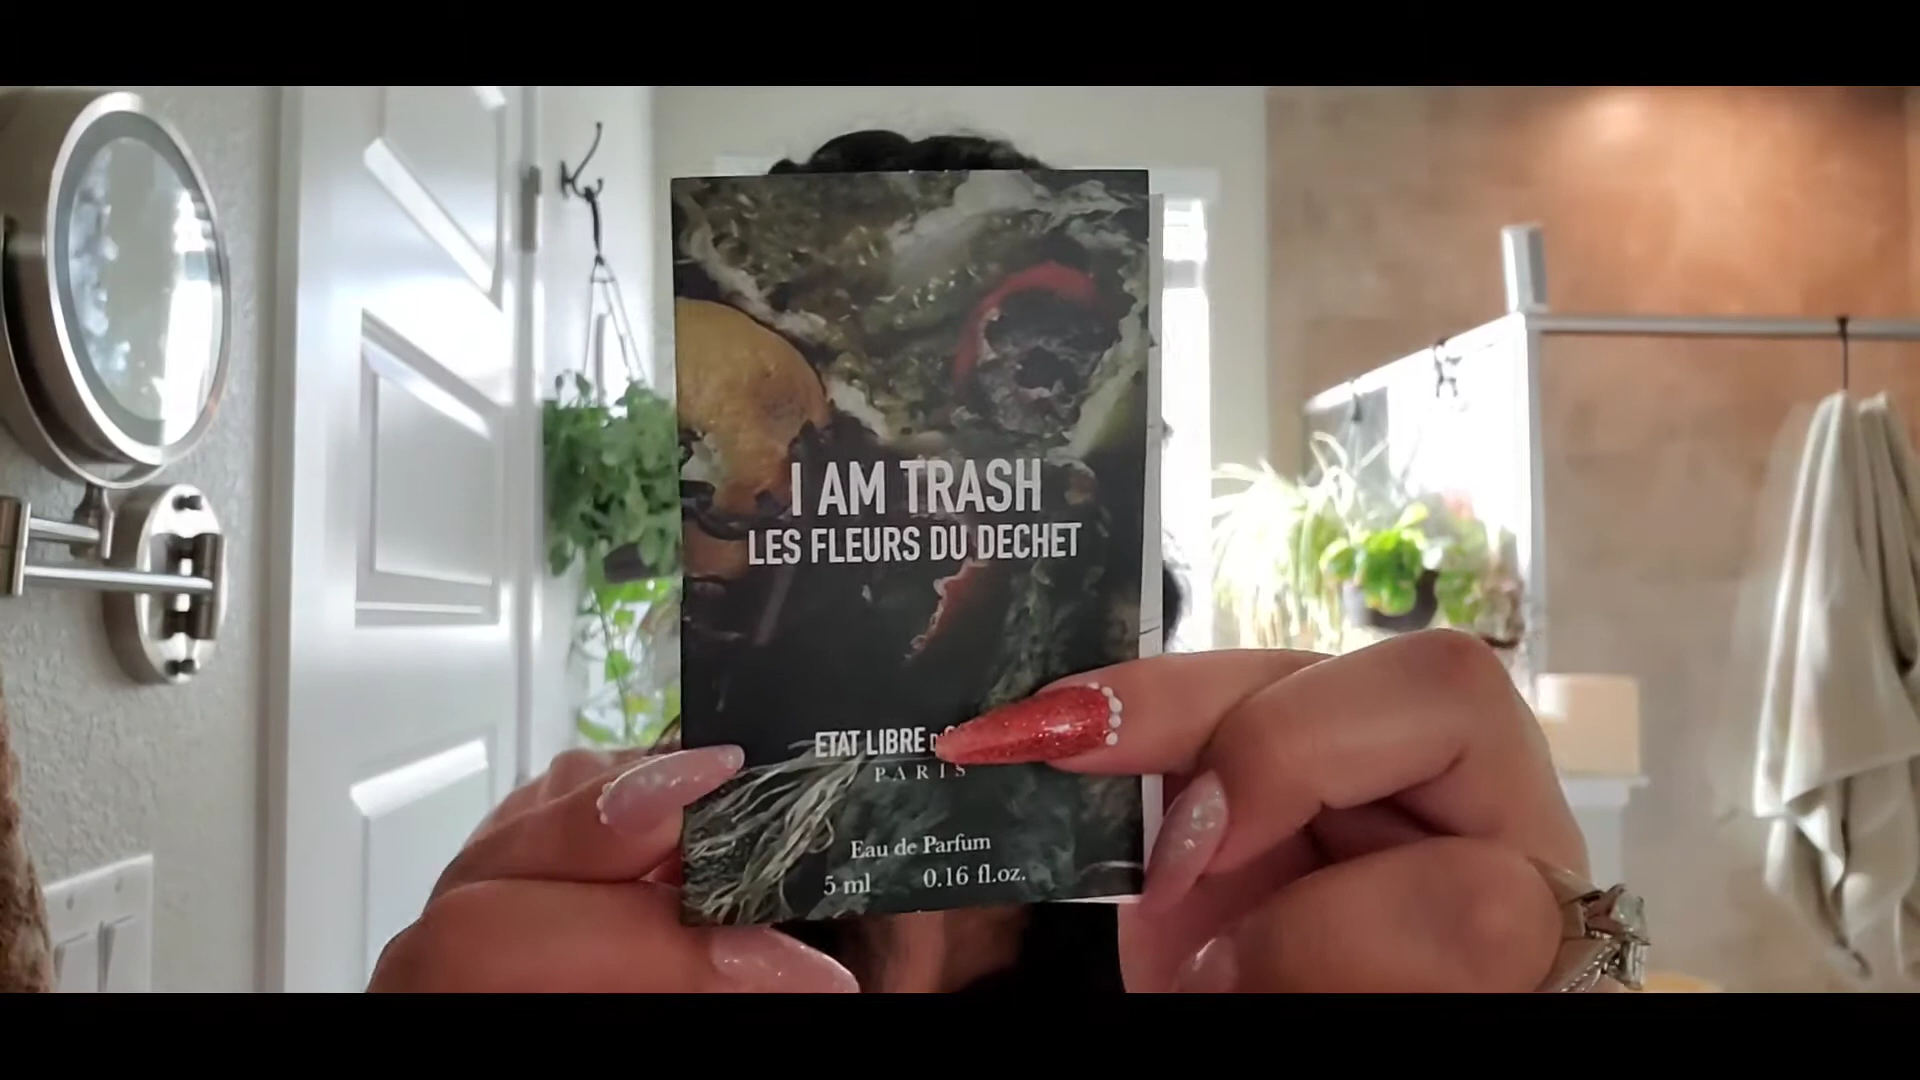 I AM TRASH
LES FLEURS DU DECHET
ETAT LIBRE
PARIS
Eau de Parfum
5 ml 0.16 fl.oz.